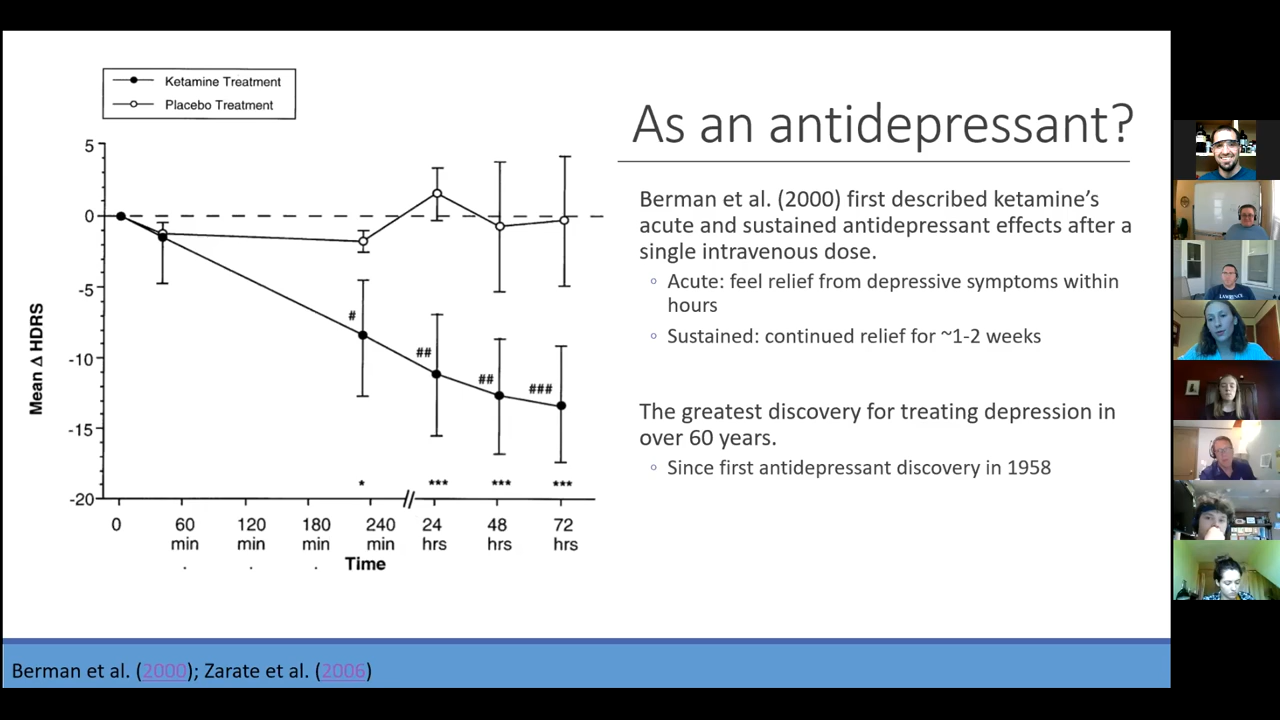 Ketamine Treatment
Placebo Treatment
As an antidepressant?
Berman et al. (2000) first described ketamine's
acute and sustained antidepressant effects after a
single intravenous dose.
◦ Acute: feel relief from depressive symptoms within
hours
◦ Sustained: continued relief for ~1-2 weeks
The greatest discovery for treating depression in
over 60 years.
◦ Since first antidepressant discovery in 1958
Mean Δ HDRS
5
0
-5
-10
-15
-20
# ## ## ###
* *** *** ***
0 60 120 180 240 24 48 72
min min min min hrs hrs hrs
Time
Berman et al. (2000); Zarate et al. (2006)
LAWRENCE